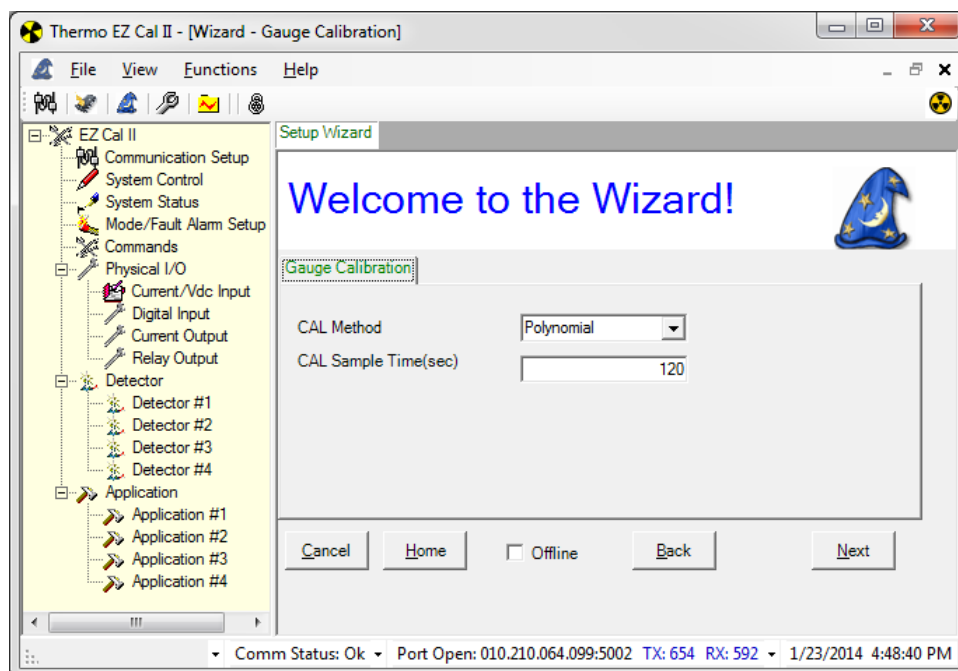 Thermo EZ Cal II - [Wizard - Gauge Calibration]
File View Functions Help
EZ Cal II
Communication Setup
System Control
System Status
Mode/Fault Alarm Setup
Commands
Physical I/O
Current/Vdc Input
Digital Input
Current Output
Relay Output
Detector
Detector #1
Detector #2
Detector #3
Detector #4
Application
Application #1
Application #2
Application #3
Application #4
Setup Wizard
Welcome to the Wizard!
Gauge Calibration
CAL Method Polynomial
CAL Sample Time(sec) 120
Cancel Home Offline Back Next
Comm Status: Ok Port Open: 010.210.064.099:5002 TX: 654 RX: 592 1/23/2014 4:48:40 PM